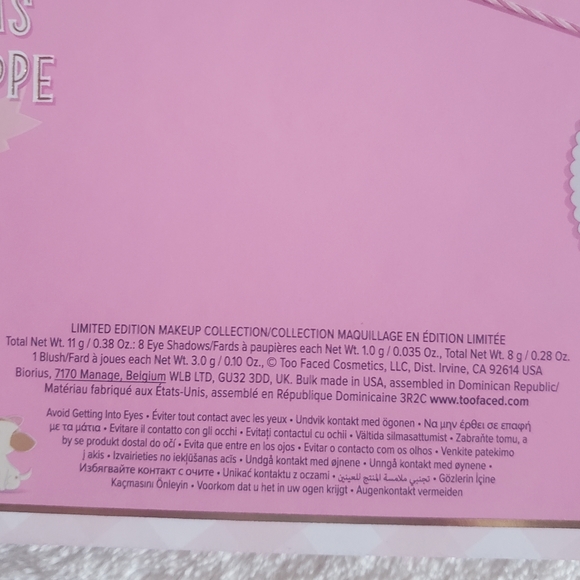 LIMITED EDITION MAKEUP COLLECTION/COLLECTION MAQUILLAGE EN ÉDITION LIMITÉE
Total Net Wt. 11 g / 0.38 Oz.: 8 Eye Shadows/Fards à paupières each Net Wt. 1.0 g / 0.035 Oz., Total Net Wt. 8 g / 0.28 Oz.
1 Blush/Fard à joues each Net Wt. 3.0 g / 0.10 Oz., © Too Faced Cosmetics, LLC, Dist. Irvine, CA 92614 USA
Biorius, 7170 Manage, Belgium WLB LTD, GU32 3DD, UK. Bulk made in USA, assembled in Dominican Republic/
Matériau fabriqué aux États-Unis, assemblé en République Dominicaine 3R2C www.toofaced.com
Avoid Getting Into Eyes • Éviter tout contact avec les yeux • Undvik kontakt med ögonen • Να μην έρθει σε επαφή
με τα μάτια • Evitare il contatto con gli occhi • Evitați contactul cu ochii • Vältida silmasattumist • Zabraňte tomu, a
by se produkt dostal do očí • Evita que entre en los ojos • Evitar o contacto com os olhos • Venkite patekimo
į akis • Izvairieties no iekļūšanas acīs • Undgå kontakt med øjnene • Unngå kontakt med øynene •
Избягвайте контакт с очите • Unikać kontaktu z oczami • تجنبي ملامسة المنتج للعينين • Gözlerin İçine
Kaçmasını Önleyin • Voorkom dat u het in uw ogen krijgt • Augenkontakt vermeiden